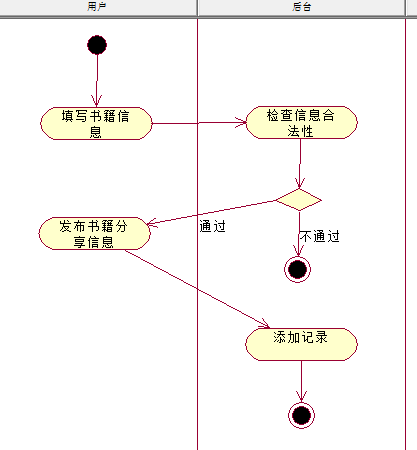 用户
后台
填写书籍信
息
检查信息合
法性
通过
不通过
发布书籍分
享信息
添加记录